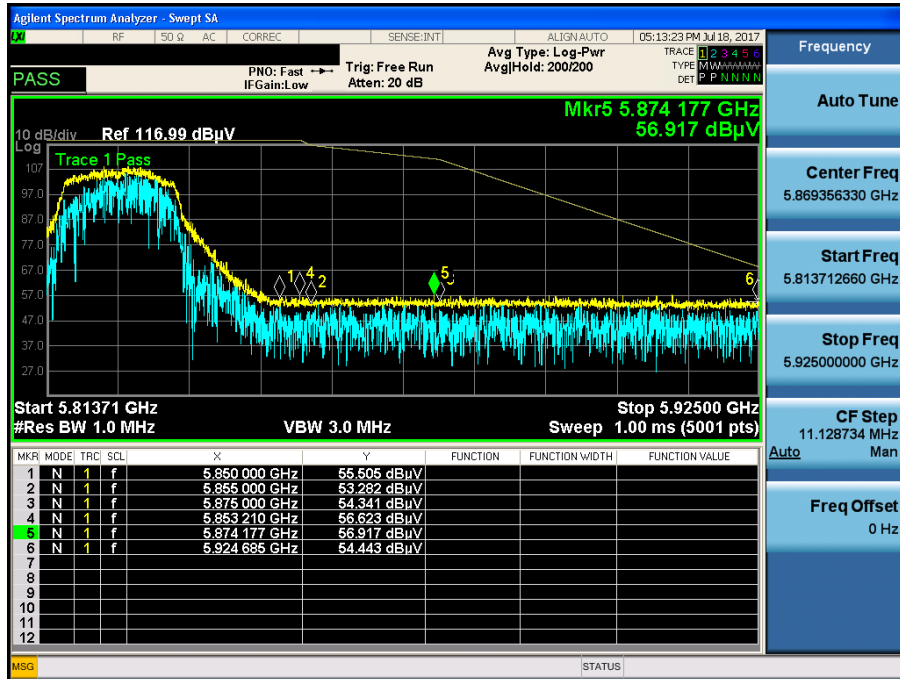 Agilent Spectrum Analyzer - Swept SA
LXI RF 50 Ω AC CORREC SENSE:INT ALIGN AUTO 05:13:23 PM Jul 18, 2017
PASS
PNO: Fast
IFGain:Low
Trig: Free Run
Atten: 20 dB
Avg Type: Log-Pwr
Avg|Hold: 200/200
TRACE 1 2 3 4 5 6
TYPE M W W W W W
DET P P N N N N
Mkr5 5.874 177 GHz
56.917 dBµV
10 dB/div Ref 116.99 dBµV
Log
Trace 1 Pass
107
97.0
87.0
77.0
67.0
57.0
47.0
37.0
27.0
1 4 2 5 6
Start 5.81371 GHz Stop 5.92500 GHz
#Res BW 1.0 MHz VBW 3.0 MHz Sweep 1.00 ms (5001 pts)
MKR MODE TRC SCL X Y FUNCTION FUNCTION WIDTH FUNCTION VALUE
1 N 1 f 5.850 000 GHz 55.505 dBµV
2 N 1 f 5.855 000 GHz 53.282 dBµV
3 N 1 f 5.875 000 GHz 54.341 dBµV
4 N 1 f 5.853 210 GHz 56.623 dBµV
5 N 1 f 5.874 177 GHz 56.917 dBµV
6 N 1 f 5.924 685 GHz 54.443 dBµV
7
8
9
10
11
12
MSG STATUS
Frequency
Auto Tune
Center Freq
5.869356330 GHz
Start Freq
5.813712660 GHz
Stop Freq
5.925000000 GHz
CF Step
11.128734 MHz
Auto Man
Freq Offset
0 Hz